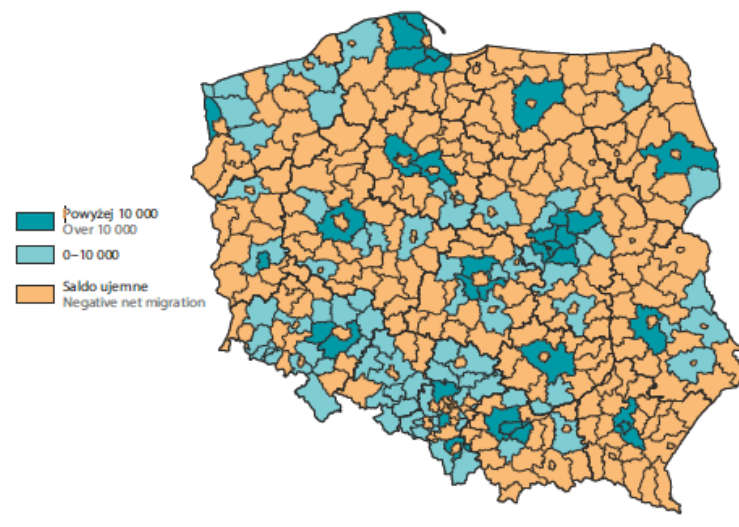 Powyżej 10 000
Over 10 000
0–10 000
Saldo ujemne
Negative net migration